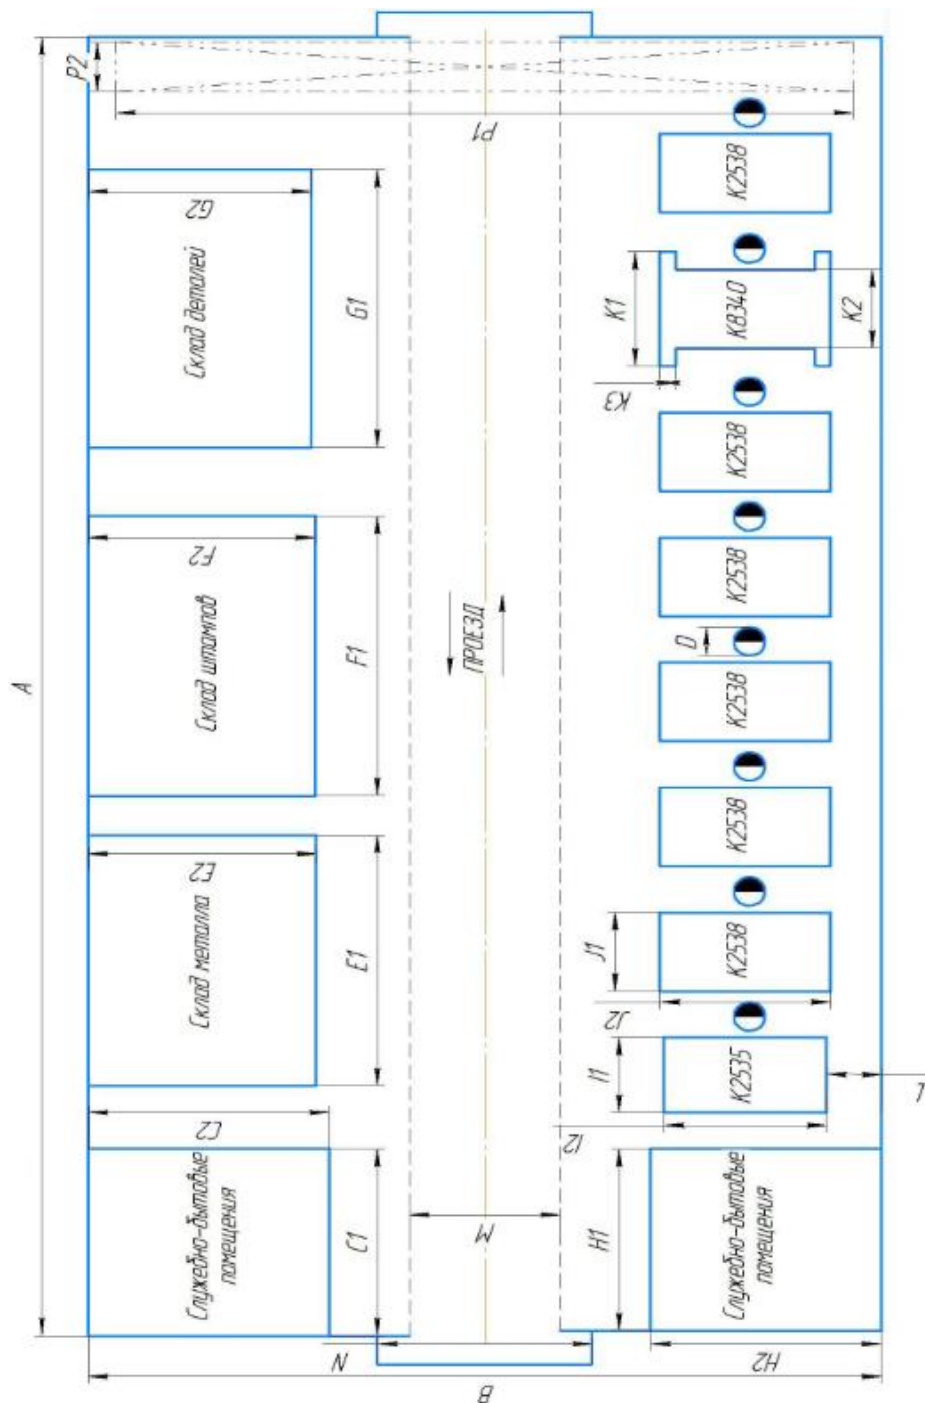 A
B
N
M
P1
P2
Служебно-бытовые
помещения
C1
C2
Склад металла
E1
E2
Склад штампов
F1
F2
Склад деталей
G1
G2
ПРОЕЗД
Служебно-бытовые
помещения
H1
H2
K2535
I1
I2
L
K2538
J1
J2
K2538
K2538
D
K2538
K2538
K8340
K1
K2
K3
K2538